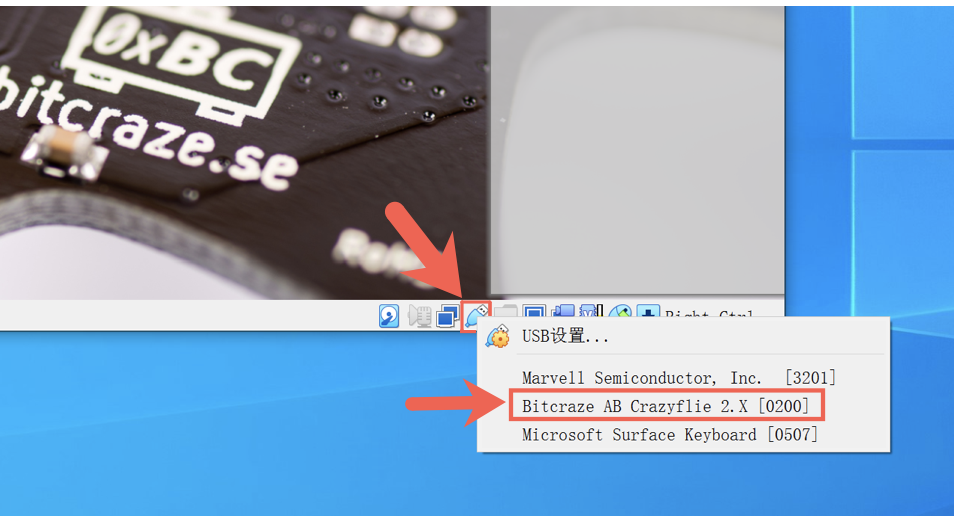 0xBC
bitcraze.se
Right Ctrl
USB设置...
Marvell Semiconductor, Inc. [3201]
Bitcraze AB Crazyflie 2.X [0200]
Microsoft Surface Keyboard [0507]